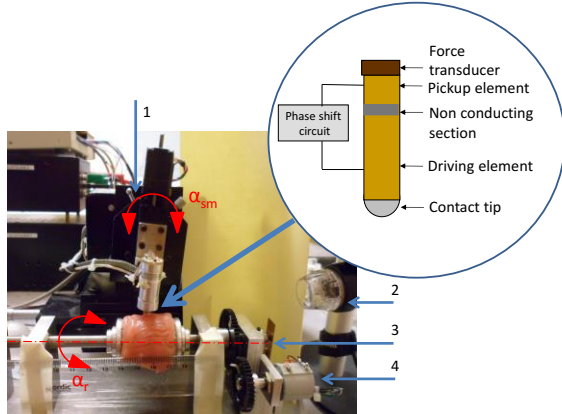 Force
transducer
Pickup element
Phase shift
circuit
Non conducting
section
Driving element
Contact tip
1
αsm
2
3
αr
4